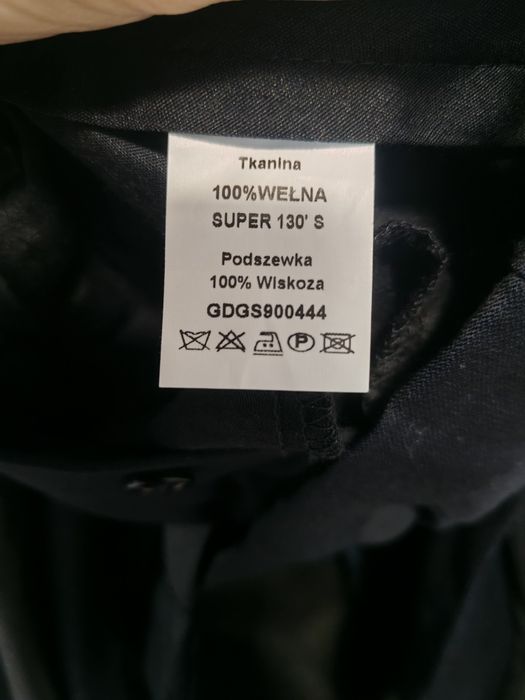 Tkanina
100%WEŁNA
SUPER 130' S
Podszewka
100% Wiskoza
GDGS900444
P